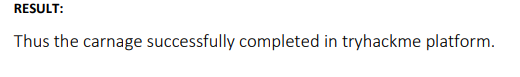 RESULT:
Thus the carnage successfully completed in tryhackme platform.